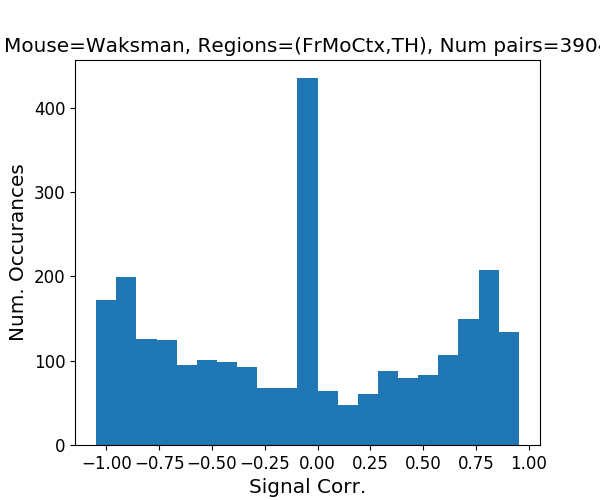 Mouse=Waksman, Regions=(FrMoCtx,TH), Num pairs=390
400
300
200
100
0
Num. Occurances
−1.00 −0.75 −0.50 −0.25 0.00 0.25 0.50 0.75 1.00
Signal Corr.